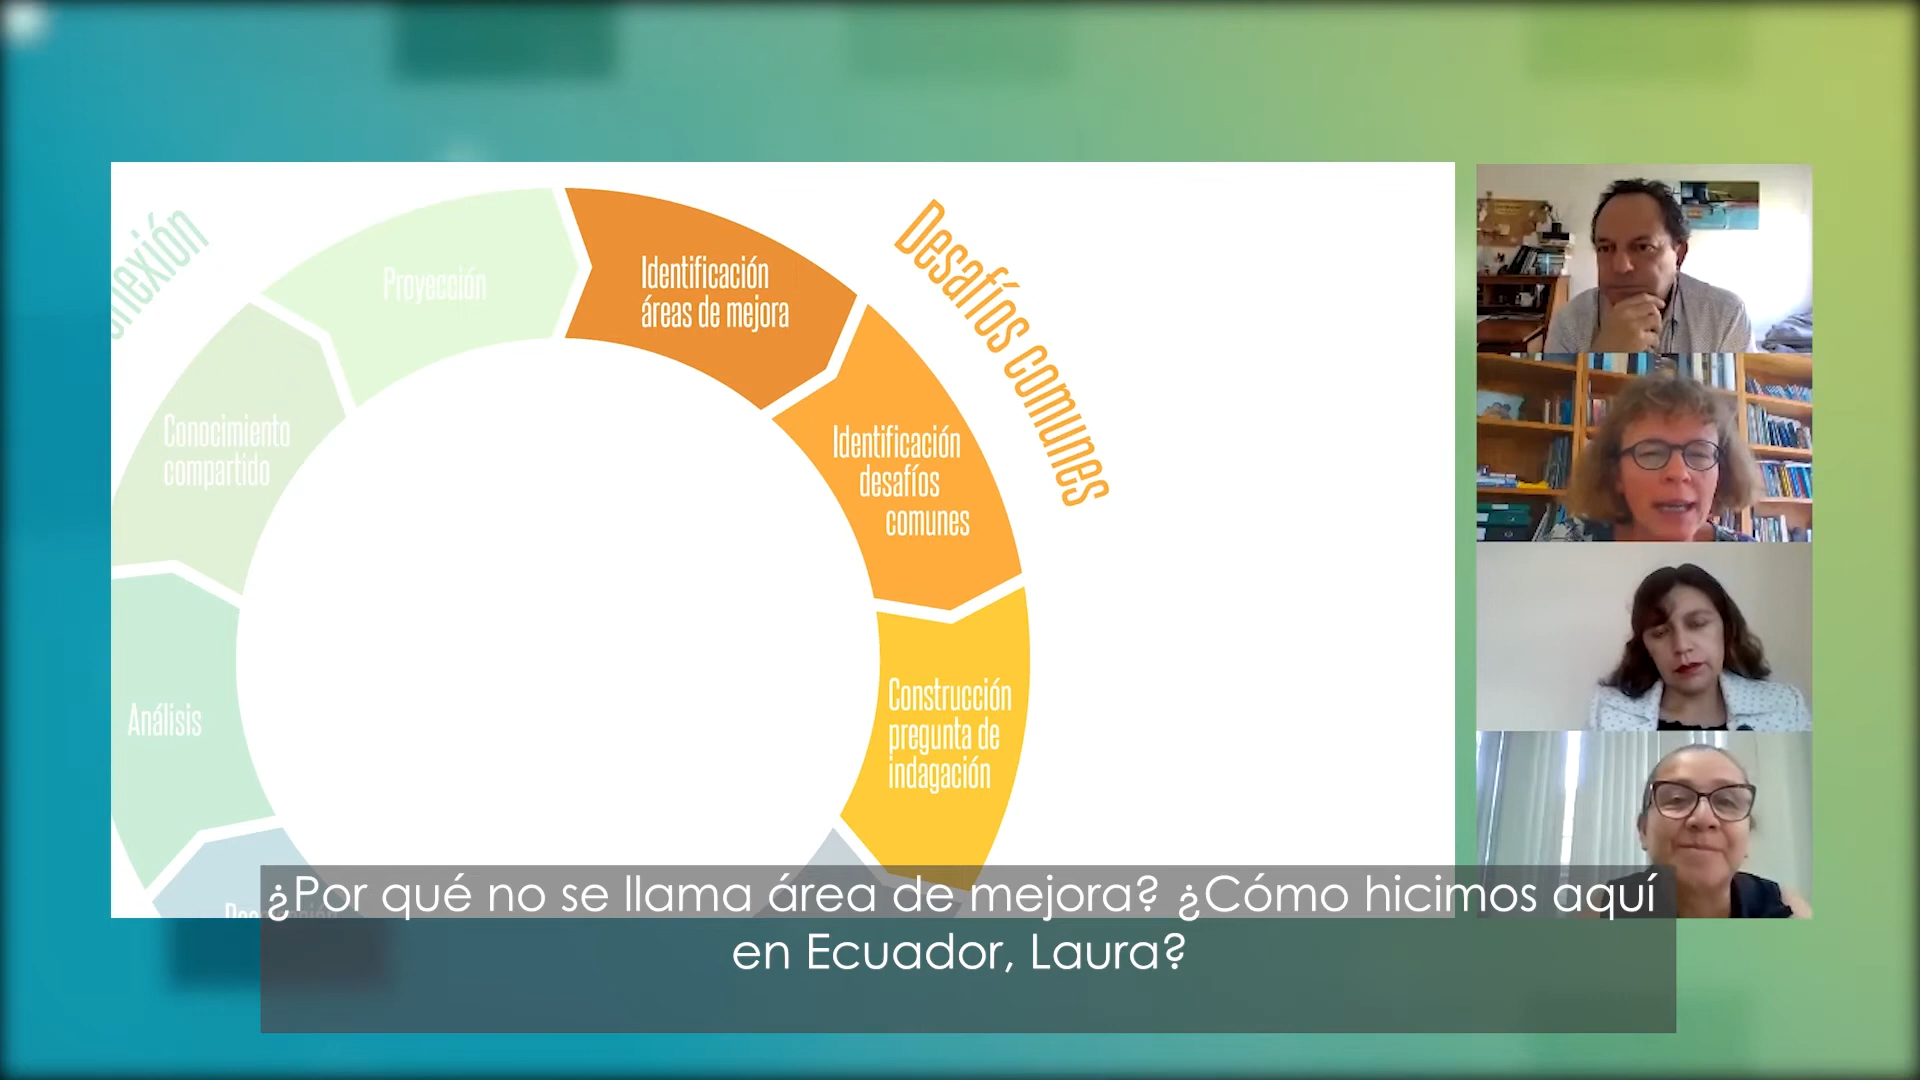 Desafíos comunes
Proyección
Identificación
áreas de mejora
Identificación
desafíos
comunes
Conocimiento
compartido
Construcción
pregunta de
indagación
Análisis
¿Por qué no se llama área de mejora? ¿Cómo hicimos aquí
en Ecuador, Laura?